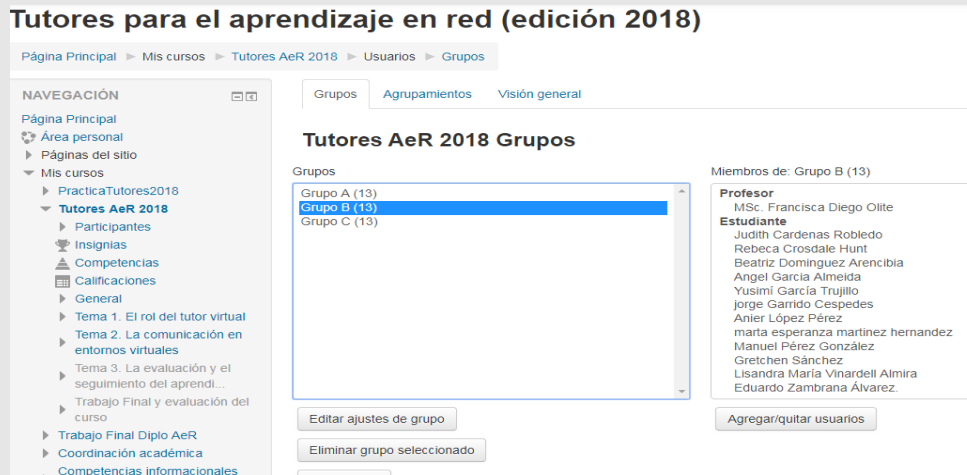 Tutores para el aprendizaje en red (edición 2018)
Página Principal ► Mis cursos ► Tutores AeR 2018 ► Usuarios ► Grupos
NAVEGACIÓN
Página Principal
Área personal
Páginas del sitio
Mis cursos
PracticaTutores2018
Tutores AeR 2018
Participantes
Insignias
Competencias
Calificaciones
General
Tema 1. El rol del tutor virtual
Tema 2. La comunicación en
entornos virtuales
Tema 3. La evaluación y el
seguimiento del aprendi...
Trabajo Final y evaluación del
curso
Trabajo Final Diplo AeR
Coordinación académica
Competencias informacionales
Grupos
Agrupamientos
Visión general
Tutores AeR 2018 Grupos
Grupos
Grupo A (13)
Grupo B (13)
Grupo C (13)
Editar ajustes de grupo
Eliminar grupo seleccionado
Miembros de: Grupo B (13)
Profesor
MSc. Francisca Diego Olite
Estudiante
Judith Cardenas Robledo
Rebeca Crosdale Hunt
Beatriz Dominguez Arencibia
Angel Garcia Almeida
Yusimí García Trujillo
jorge Garrido Cespedes
Anier López Pérez
marta esperanza martinez hernandez
Manuel Pérez González
Gretchen Sánchez
Lisandra María Vinardell Almira
Eduardo Zambrana Álvarez.
Agregar/quitar usuarios